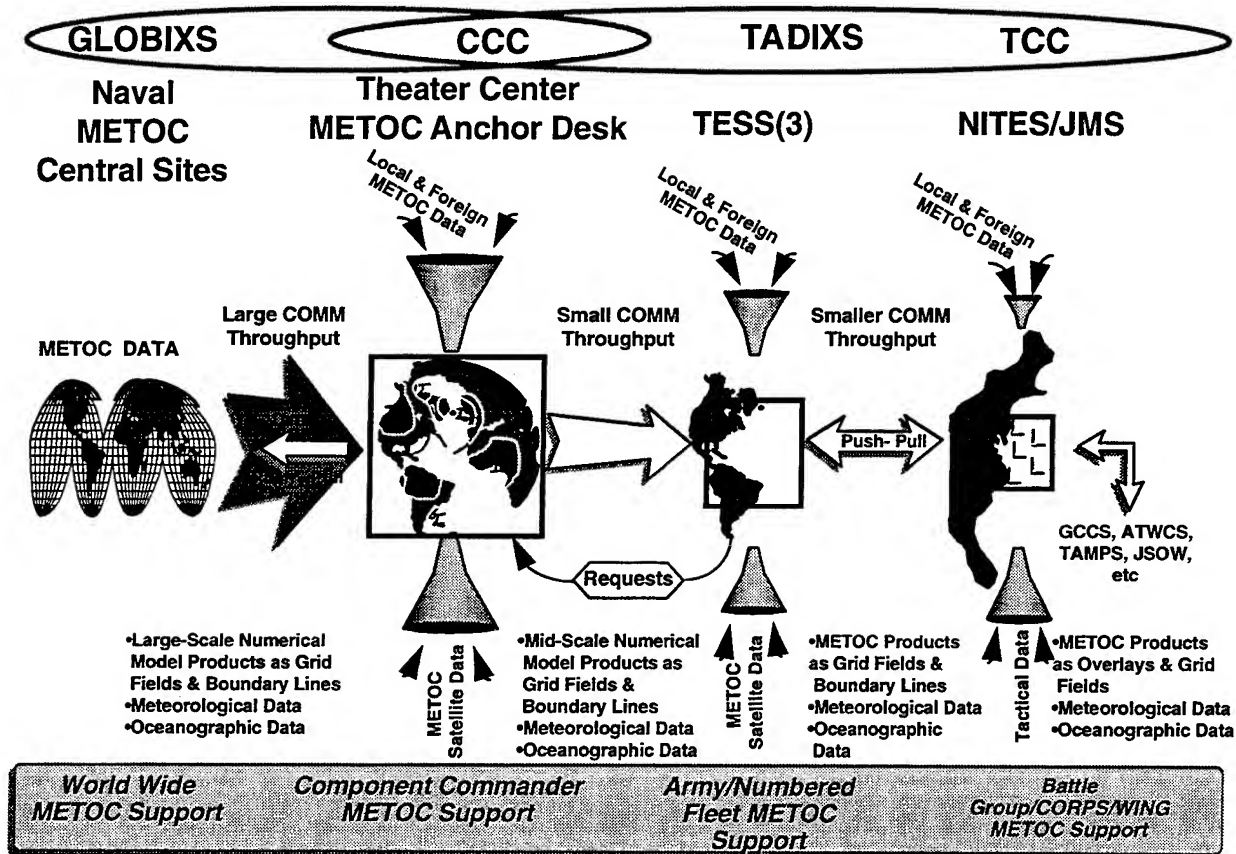 GLOBIXS
CCC
TADIXS
TCC
Naval
METOC
Central Sites
Theater Center
METOC Anchor Desk
TESS(3)
NITES/JMS
Local & Foreign
METOC Data
Local & Foreign
METOC Data
Local & Foreign
METOC Data
METOC DATA
Large COMM
Throughput
Small COMM
Throughput
Smaller COMM
Throughput
Push- Pull
Requests
GCCS, ATWCS,
TAMPS, JSOW,
etc
•Large-Scale Numerical
Model Products as Grid
Fields & Boundary Lines
•Meteorological Data
•Oceanographic Data
METOC
Satellite Data
•Mid-Scale Numerical
Model Products as
Grid Fields &
Boundary Lines
•Meteorological Data
•Oceanographic Data
METOC
Satellite Data
•METOC Products
as Grid Fields &
Boundary Lines
•Meteorological Data
•Oceanographic
Data
Tactical Data
•METOC Products
as Overlays & Grid
Fields
•Meteorological Data
•Oceanographic Data
World Wide
METOC Support
Component Commander
METOC Support
Army/Numbered
Fleet METOC
Support
Battle
Group/CORPS/WING
METOC Support